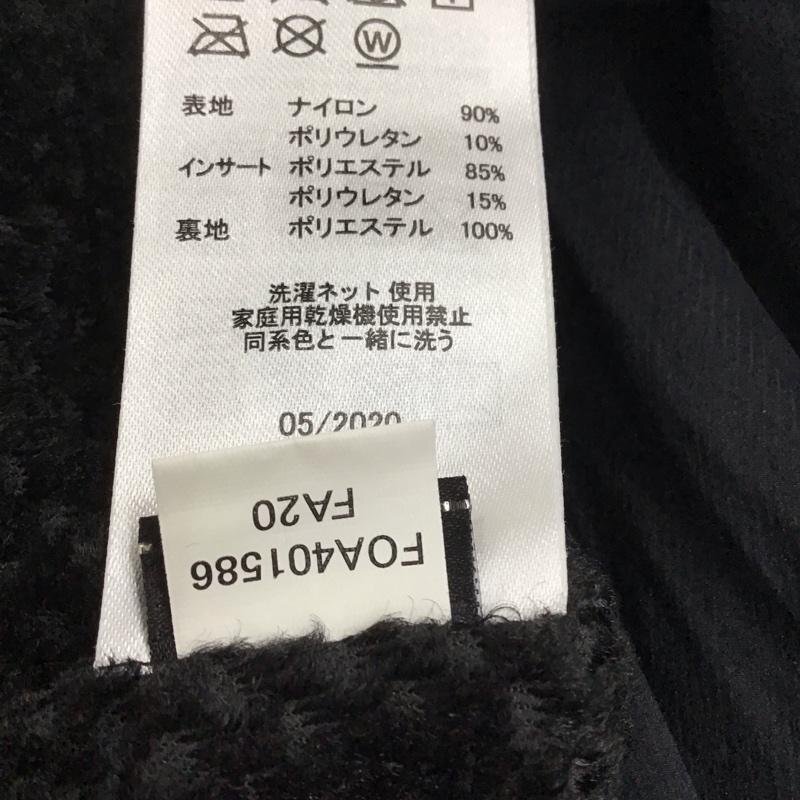 W
表地 ナイロン 90%
ポリウレタン 10%
インサート ポリエステル 85%
ポリウレタン 15%
裏地 ポリエステル 100%
洗濯ネット 使用
家庭用乾燥機使用禁止
同系色と一緒に洗う
05/2020
FOA401586
FA20